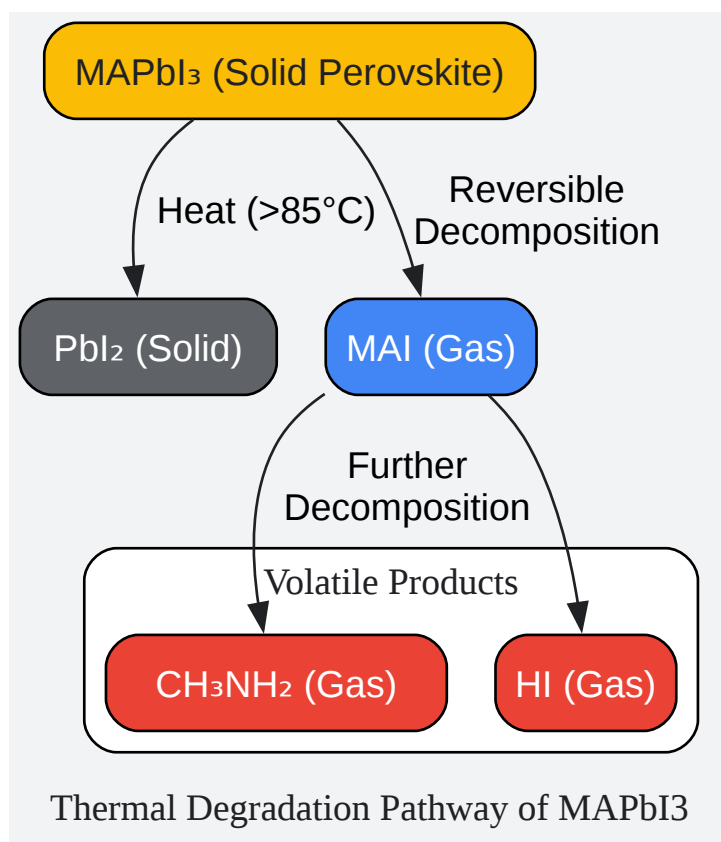 MAPbI₃ (Solid Perovskite)
Heat (>85°C)
Reversible
Decomposition
PbI₂ (Solid)
MAI (Gas)
Further
Decomposition
Volatile Products
CH₃NH₂ (Gas)
HI (Gas)
Thermal Degradation Pathway of MAPbI3